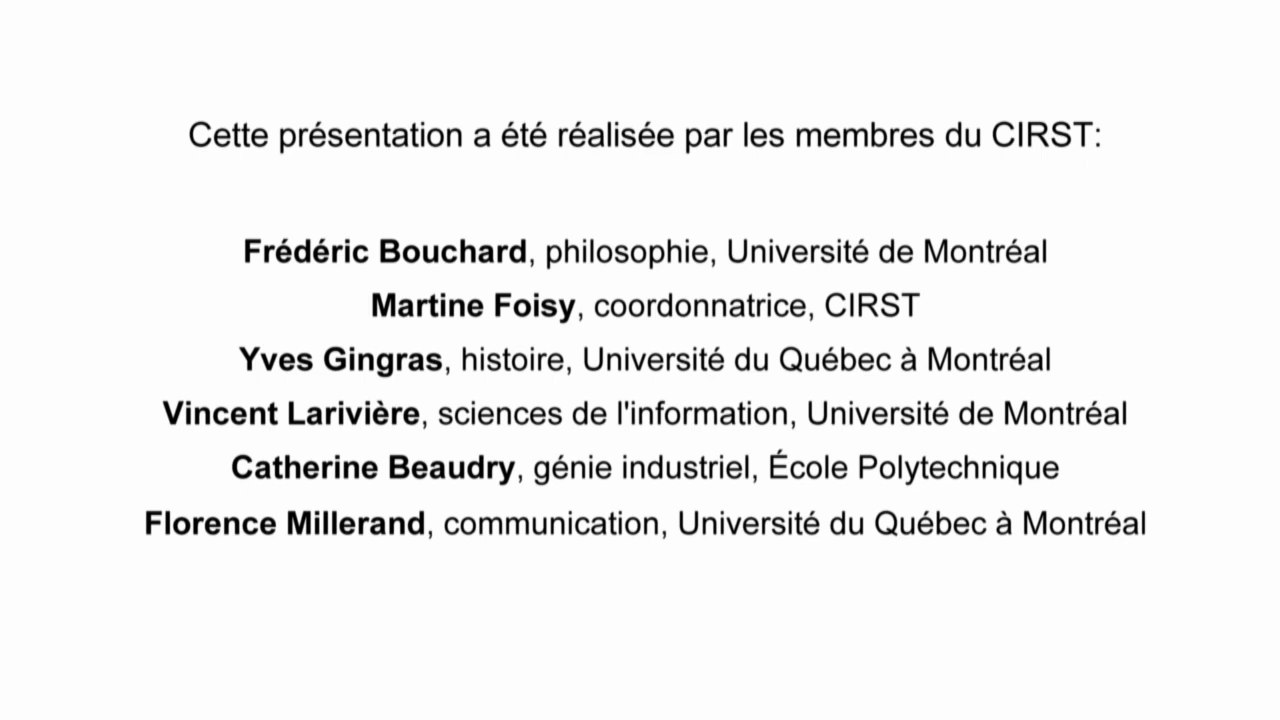 Cette présentation a été réalisée par les membres du CIRST:
Frédéric Bouchard, philosophie, Université de Montréal
Martine Foisy, coordonnatrice, CIRST
Yves Gingras, histoire, Université du Québec à Montréal
Vincent Larivière, sciences de l'information, Université de Montréal
Catherine Beaudry, génie industriel, École Polytechnique
Florence Millerand, communication, Université du Québec à Montréal